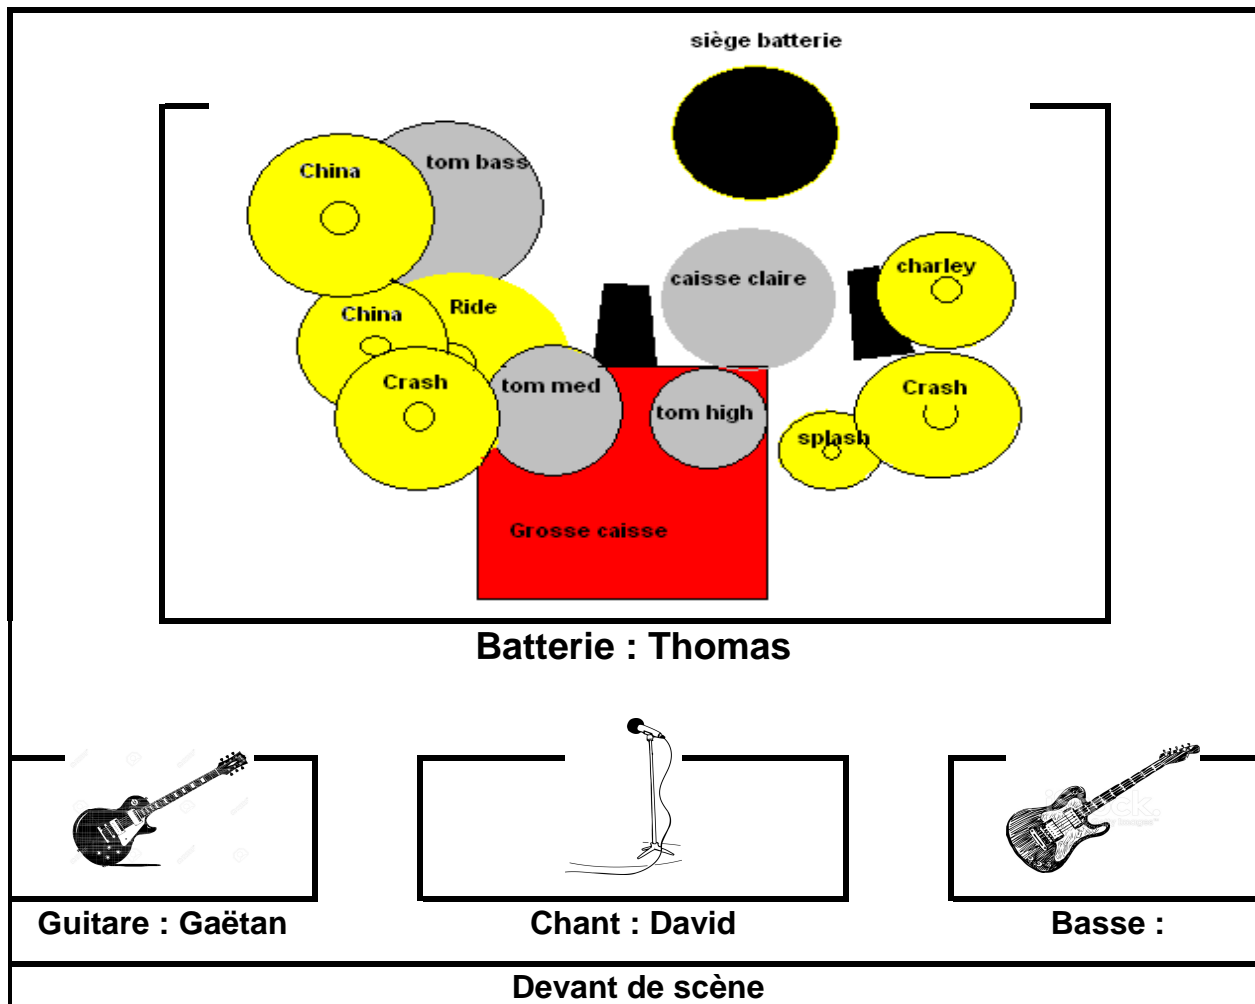 siège batterie
China
tom bass
China
Ride
caisse claire
charley
Crash
tom med
tom high
Crash
splash
Grosse caisse
Batterie : Thomas
Guitare : Gaëtan
Chant : David
Basse :
Devant de scène